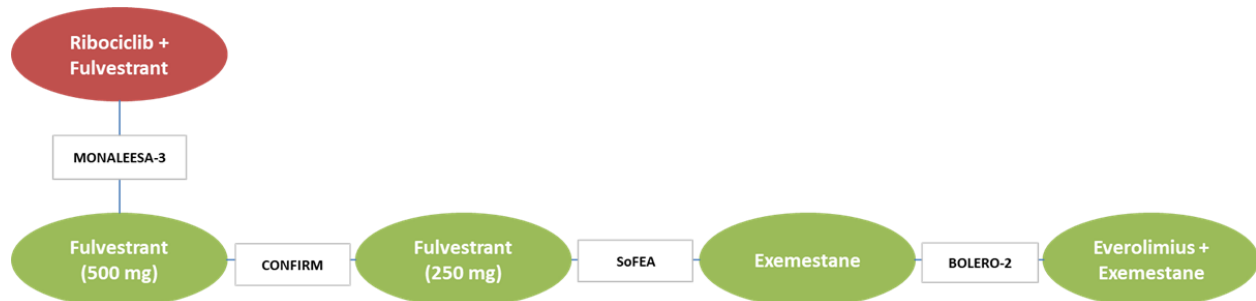 Ribociclib +
Fulvestrant
MONALEESA-3
Fulvestrant
(500 mg)
CONFIRM
Fulvestrant
(250 mg)
SoFEA
Exemestane
BOLERO-2
Everolimius +
Exemestane